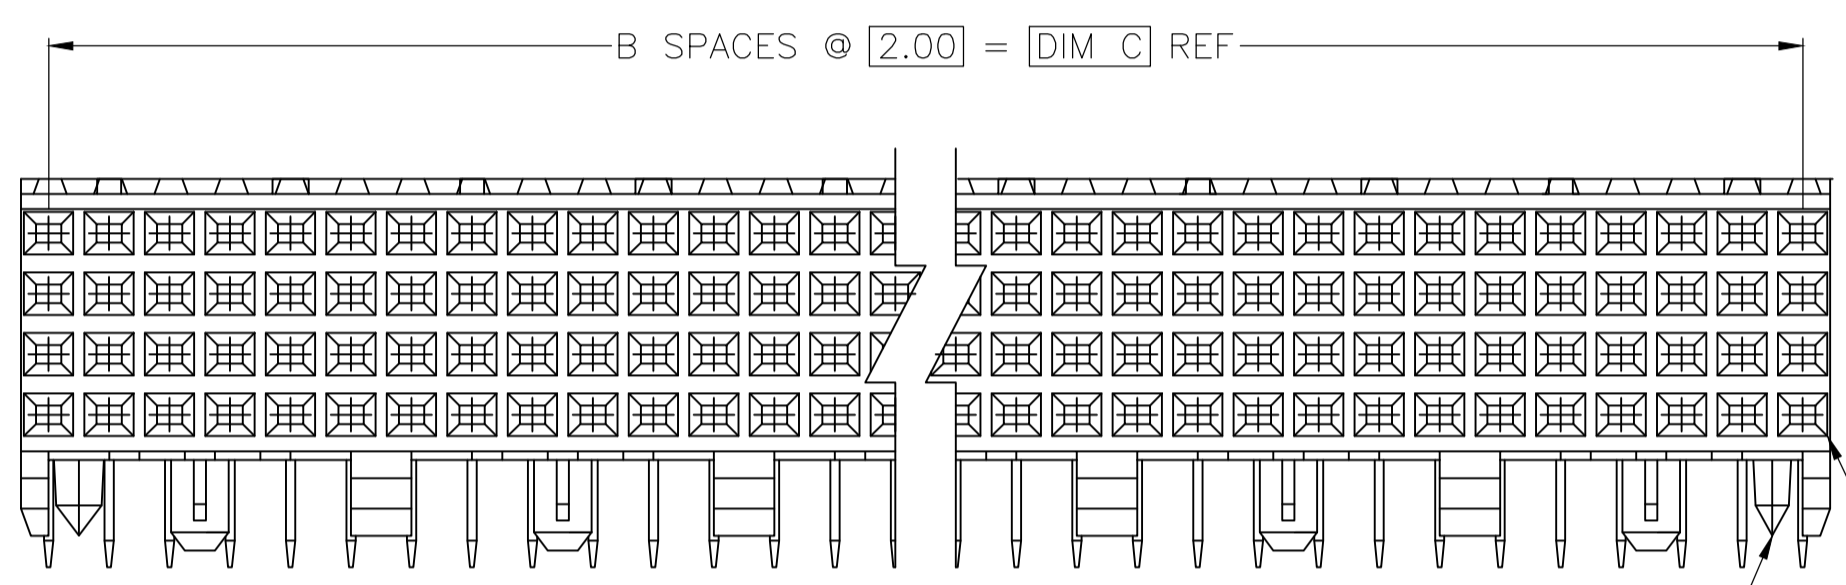 B SPACES @ 2.00 = DIM C REF